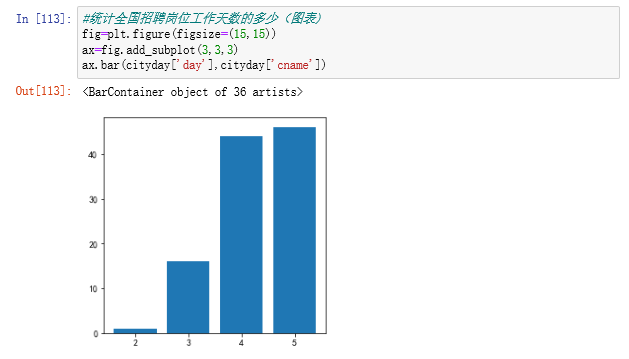 In [113]: #统计全国招聘岗位工作天数的多少（图表）
fig=plt.figure(figsize=(15,15))
ax=fig.add_subplot(3,3,3)
ax.bar(cityday['day'],cityday['cname'])
Out[113]: <BarContainer object of 36 artists>
40
30
20
10
0
2 3 4 5